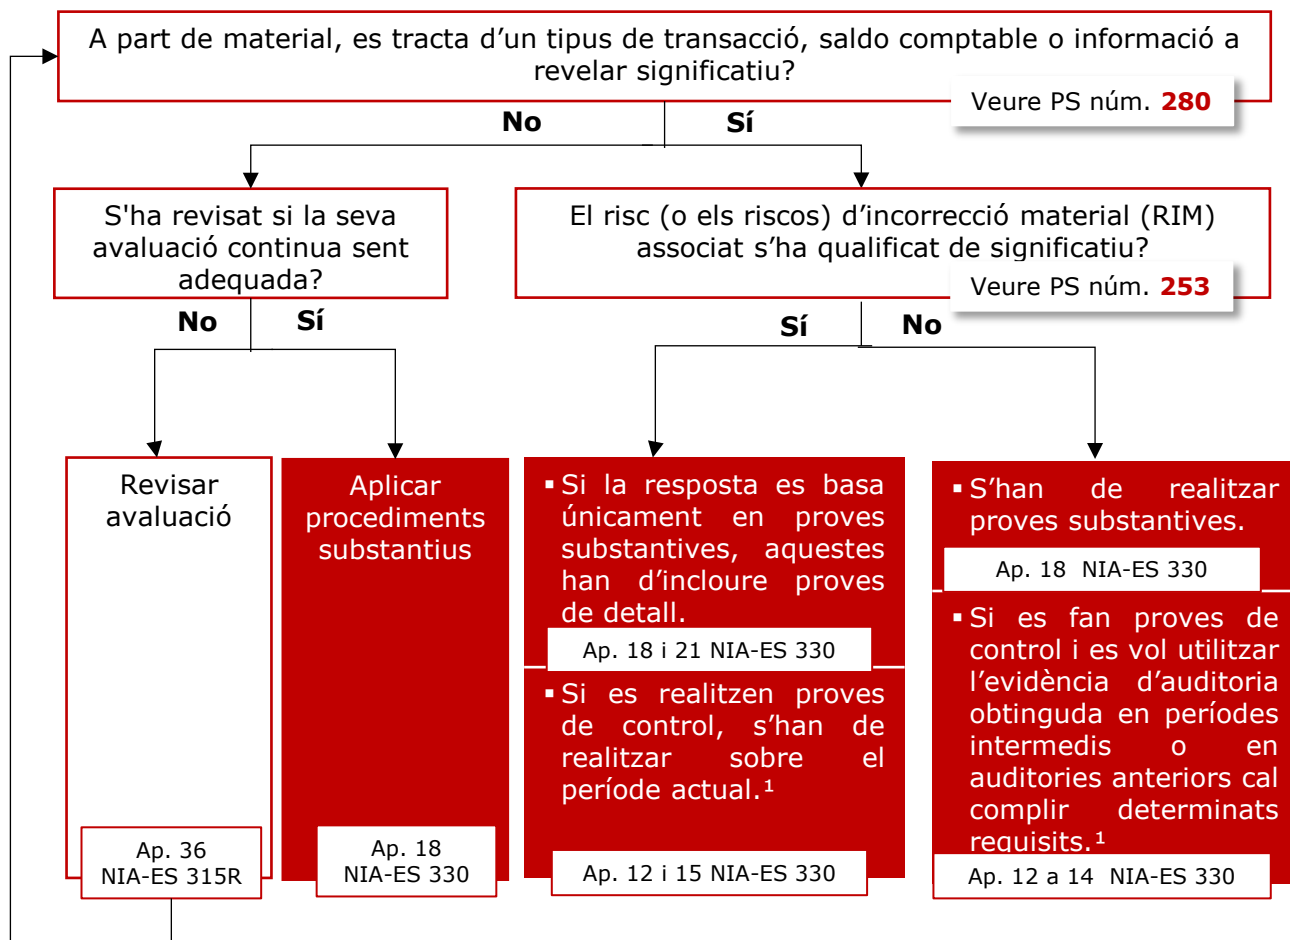 A part de material, es tracta d’un tipus de transacció, saldo comptable o informació a
revelar significatiu?
Veure PS núm. 280
No
Sí
S'ha revisat si la seva
avaluació continua sent
adequada?
El risc (o els riscos) d’incorrecció material (RIM)
associat s’ha qualificat de significatiu?
Veure PS núm. 253
No
Sí
Sí
No
Revisar
avaluació
Ap. 36
NIA-ES 315R
Aplicar
procediments
substantius
Ap. 18
NIA-ES 330
▪ Si la resposta es basa
únicament en proves
substantives, aquestes
han d’incloure proves
de detall.
Ap. 18 i 21 NIA-ES 330
▪ Si es realitzen proves
de control, s’han de
realitzar sobre el
període actual.¹
Ap. 12 i 15 NIA-ES 330
▪ S’han de realitzar
proves substantives.
Ap. 18 NIA-ES 330
▪ Si es fan proves de
control i es vol utilitzar
l’evidència d’auditoria
obtinguda en períodes
intermedis o en
auditories anteriors cal
complir determinats
requisits.¹
Ap. 12 a 14 NIA-ES 330